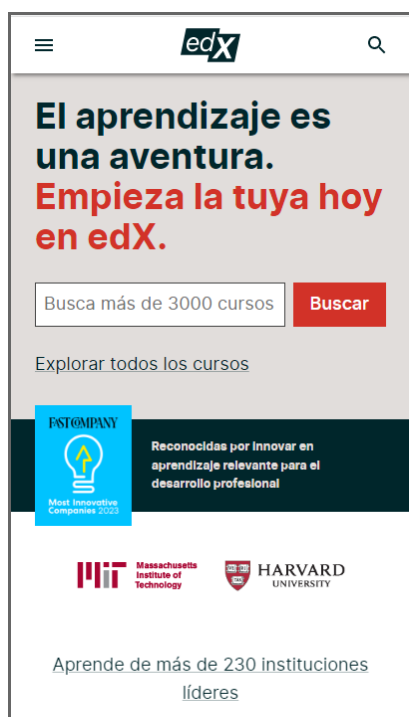 edX
El aprendizaje es
una aventura.
Empieza la tuya hoy
en edX.
Busca más de 3000 cursos
Buscar
Explorar todos los cursos
FAST COMPANY
Most Innovative
Companies 2023
Reconocidas por innovar en
aprendizaje relevante para el
desarrollo profesional
MIT
Massachusetts
Institute of
Technology
HARVARD
UNIVERSITY
Aprende de más de 230 instituciones
líderes